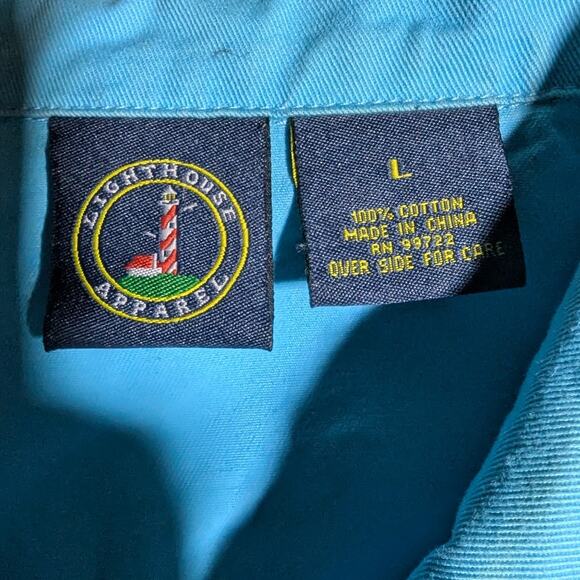 LIGHTHOUSE
APPAREL
L
100% COTTON
MADE IN CHINA
RN 99722
OVER SIDE FOR CARE